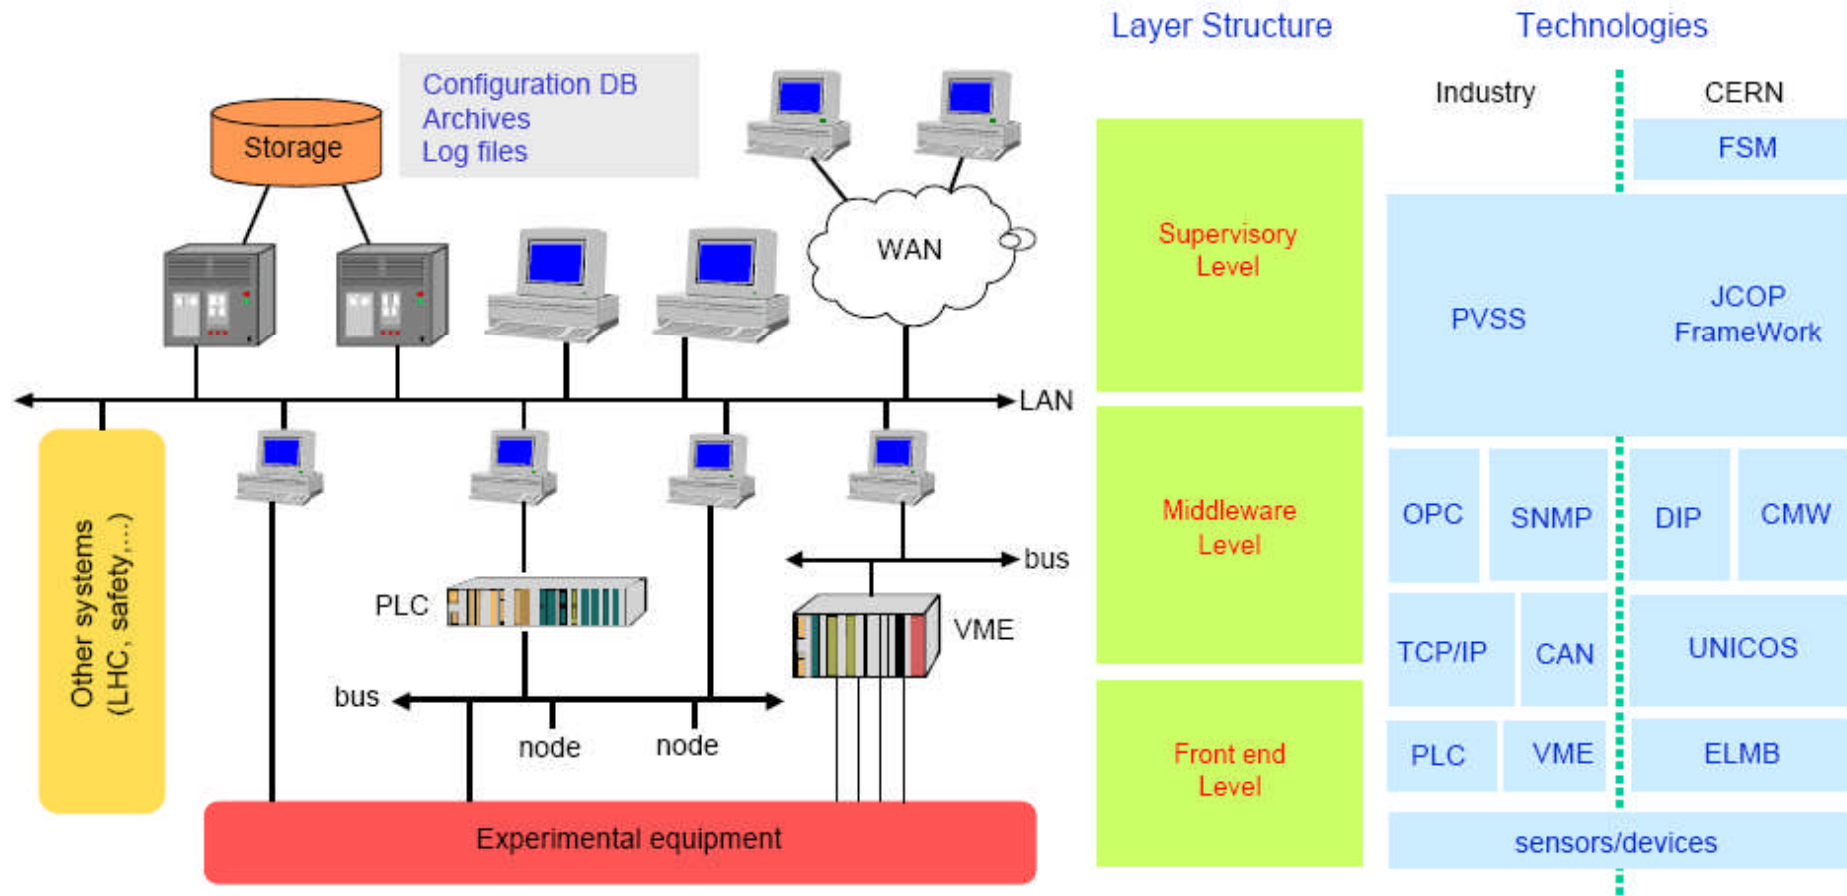 Layer Structure
Technologies
Configuration DB
Archives
Log files
Storage
WAN
LAN
Other systems
(LHC, safety,...)
PLC
bus
VME
bus
node
node
Experimental equipment
Supervisory
Level
Middleware
Level
Front end
Level
Industry
CERN
FSM
PVSS
JCOP
FrameWork
OPC
SNMP
DIP
CMW
TCP/IP
CAN
UNICOS
PLC
VME
ELMB
sensors/devices